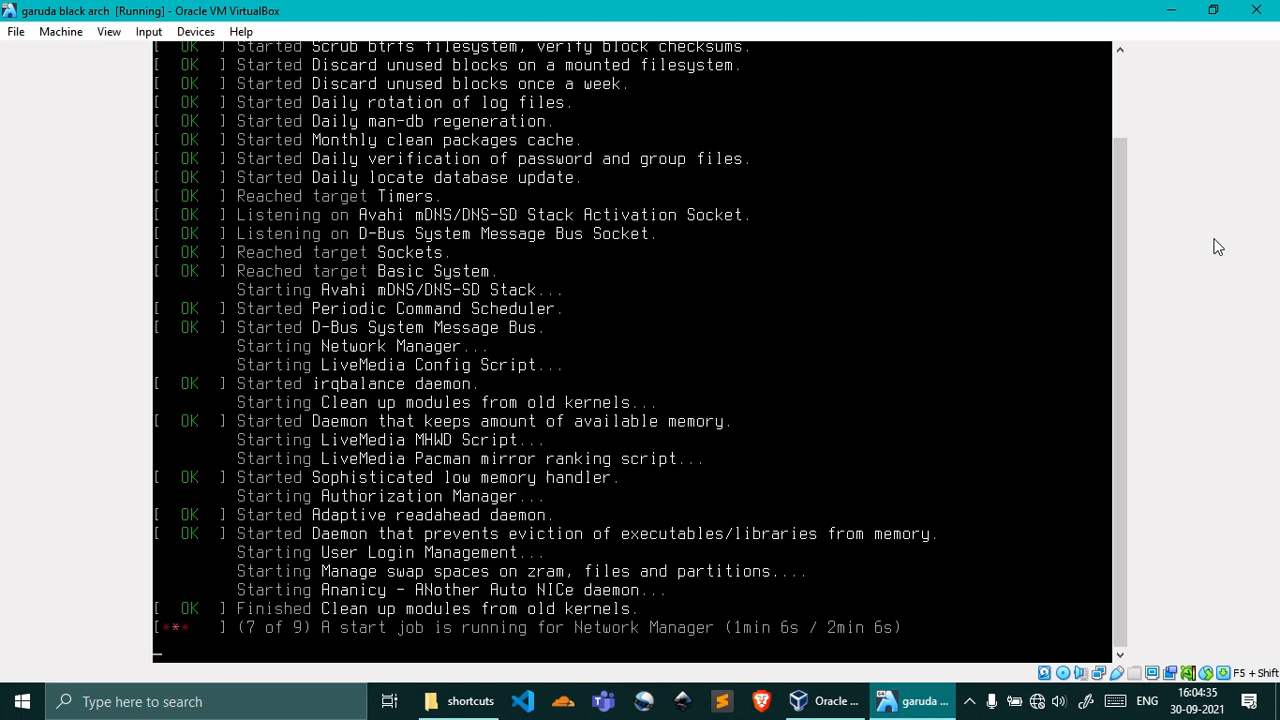 garuda black arch [Running] - Oracle VM VirtualBox
File Machine View Input Devices Help
[ OK ] Started Scrub btrfs filesystem, verify block checksums.
[ OK ] Started Discard unused blocks on a mounted filesystem.
[ OK ] Started Discard unused blocks once a week.
[ OK ] Started Daily rotation of log files.
[ OK ] Started Daily man-db regeneration.
[ OK ] Started Monthly clean packages cache.
[ OK ] Started Daily verification of password and group files.
[ OK ] Started Daily locate database update.
[ OK ] Reached target Timers.
[ OK ] Listening on Avahi mDNS/DNS-SD Stack Activation Socket.
[ OK ] Listening on D-Bus System Message Bus Socket.
[ OK ] Reached target Sockets.
[ OK ] Reached target Basic System.
Starting Avahi mDNS/DNS-SD Stack...
[ OK ] Started Periodic Command Scheduler.
[ OK ] Started D-Bus System Message Bus.
Starting Network Manager...
Starting LiveMedia Config Script...
[ OK ] Started irqbalance daemon.
Starting Clean up modules from old kernels...
[ OK ] Started Daemon that keeps amount of available memory.
Starting LiveMedia MHWD Script...
Starting LiveMedia Pacman mirror ranking script...
[ OK ] Started Sophisticated low memory handler.
Starting Authorization Manager...
[ OK ] Started Adaptive readahead daemon.
[ OK ] Started Daemon that prevents eviction of executables/libraries from memory.
Starting User Login Management...
Starting Manage swap spaces on zram, files and partitions....
Starting Ananicy - ANother Auto NICe daemon...
[ OK ] Finished Clean up modules from old kernels.
[*** ] (7 of 9) A start job is running for Network Manager (1min 6s / 2min 6s)
F5 + Shift
Type here to search
shortcuts
Oracle ...
garuda ...
ENG
16:04:35
30-09-2021